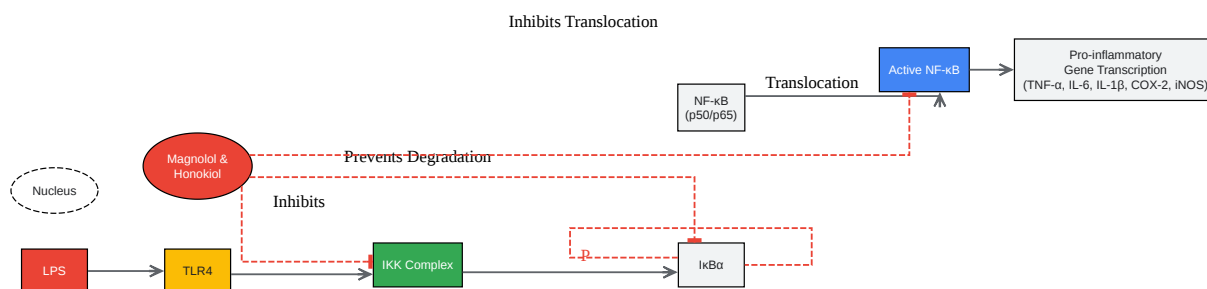 Inhibits Translocation
Active NF-κB
Pro-inflammatory
Gene Transcription
(TNF-α, IL-6, IL-1β, COX-2, iNOS)
Translocation
NF-κB
(p50/p65)
Magnolol &
Honokiol
Prevents Degradation
Nucleus
Inhibits
P
LPS
TLR4
IKK Complex
IκBα